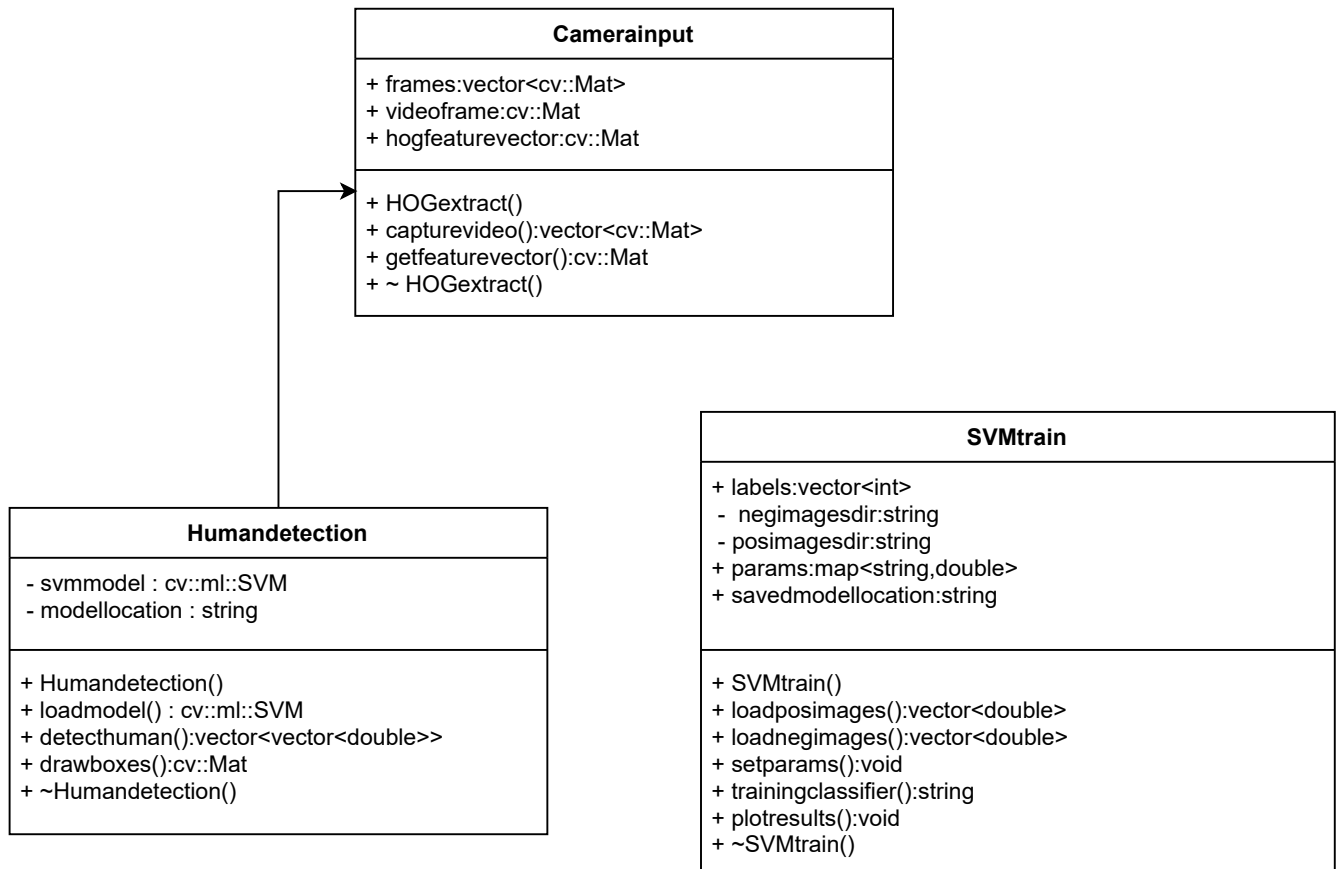 Camerainput
+ frames:vector<cv::Mat>
+ videoframe:cv::Mat
+ hogfeaturevector:cv::Mat
+ HOGextract()
+ capturevideo():vector<cv::Mat>
+ getfeaturevector():cv::Mat
+ ~ HOGextract()
Humandetection
- svmmodel : cv::ml::SVM
- modellocation : string
+ Humandetection()
+ loadmodel() : cv::ml::SVM
+ detecthuman():vector<vector<double>>
+ drawboxes():cv::Mat
+ ~Humandetection()
SVMtrain
+ labels:vector<int>
- negimagesdir:string
- posimagesdir:string
+ params:map<string,double>
+ savedmodellocation:string
+ SVMtrain()
+ loadposimages():vector<double>
+ loadnegimages():vector<double>
+ setparams():void
+ trainingclassifier():string
+ plotresults():void
+ ~SVMtrain()